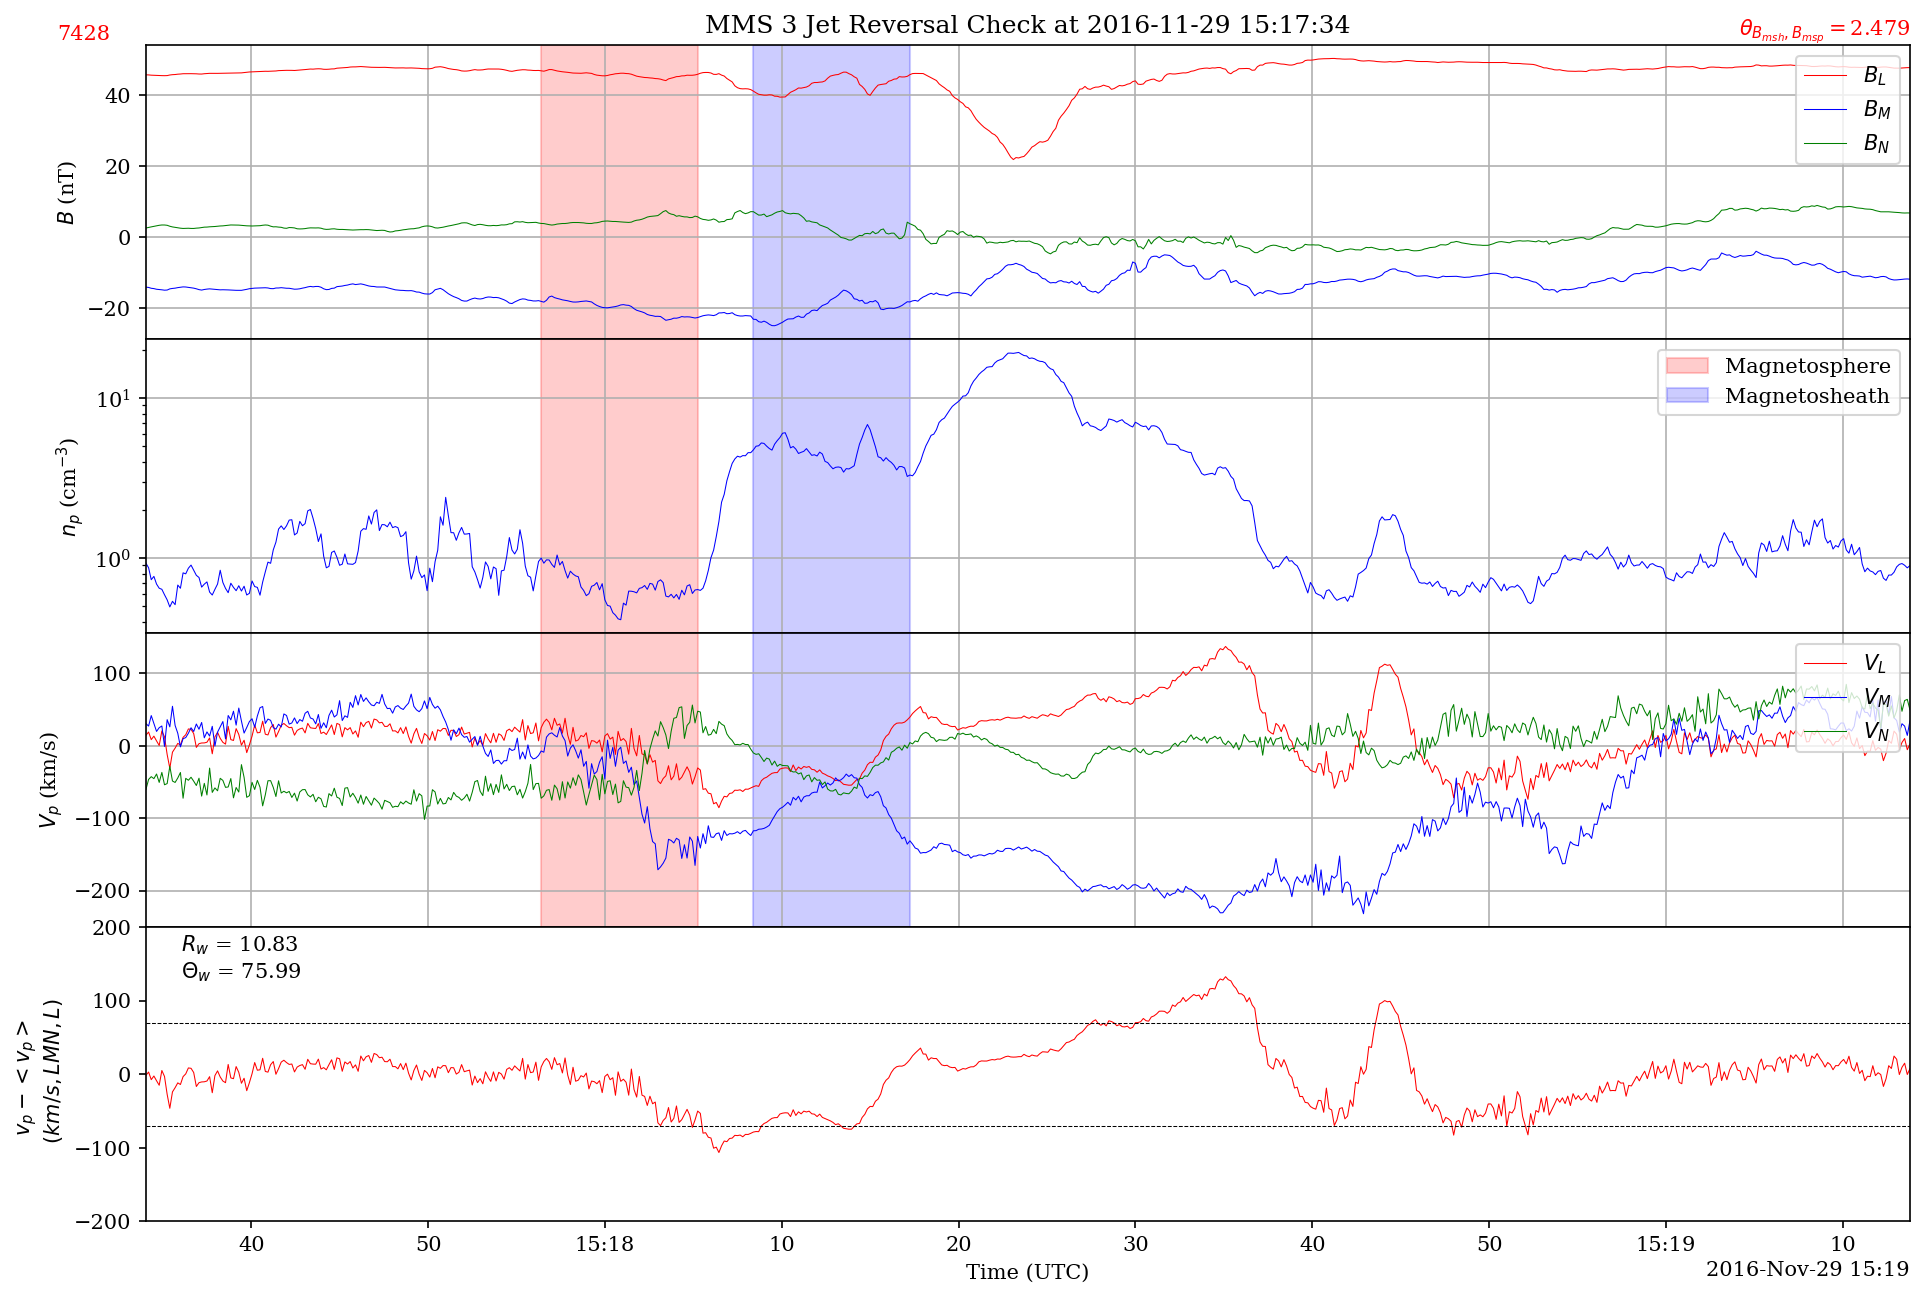 MMS 3 Jet Reversal Check at 2016-11-29 15:17:34
7428
θ_{B_{msh}, B_{msp}} = 2.479
40
20
0
−20
B (nT)
B_L
B_M
B_N
10¹
10⁰
n_p (cm⁻³)
Magnetosphere
Magnetosheath
100
0
−100
−200
V_p (km/s)
V_L
V_M
V_N
200
100
0
−100
−200
v_p − < v_p >
(km/s, LMN, L)
R_w = 10.83
Θ_w = 75.99
40 50 15:18 10 20 30 40 50 15:19 10
Time (UTC)
2016-Nov-29 15:19